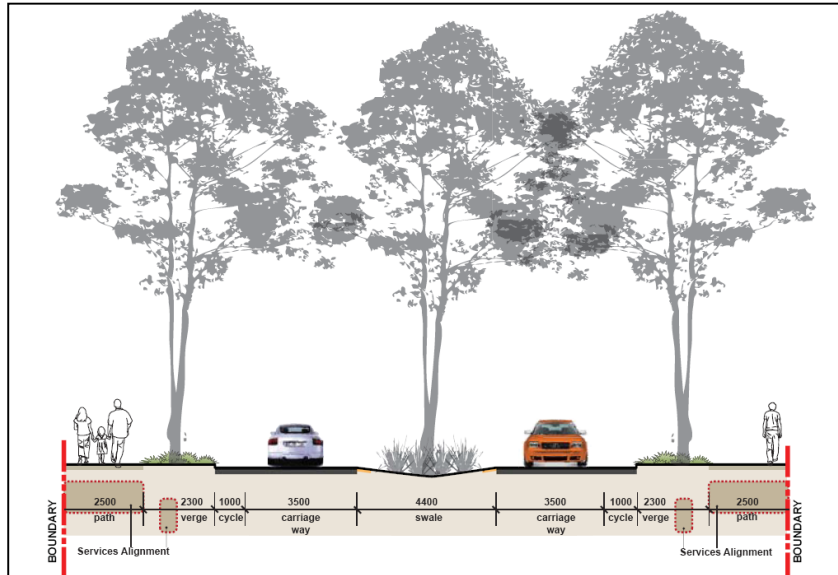 2500 2300 1000 3500 4400 3500 1000 2300 2500
path verge cycle carriage way swale carriage way cycle verge path
BOUNDARY
Services Alignment
Services Alignment
BOUNDARY